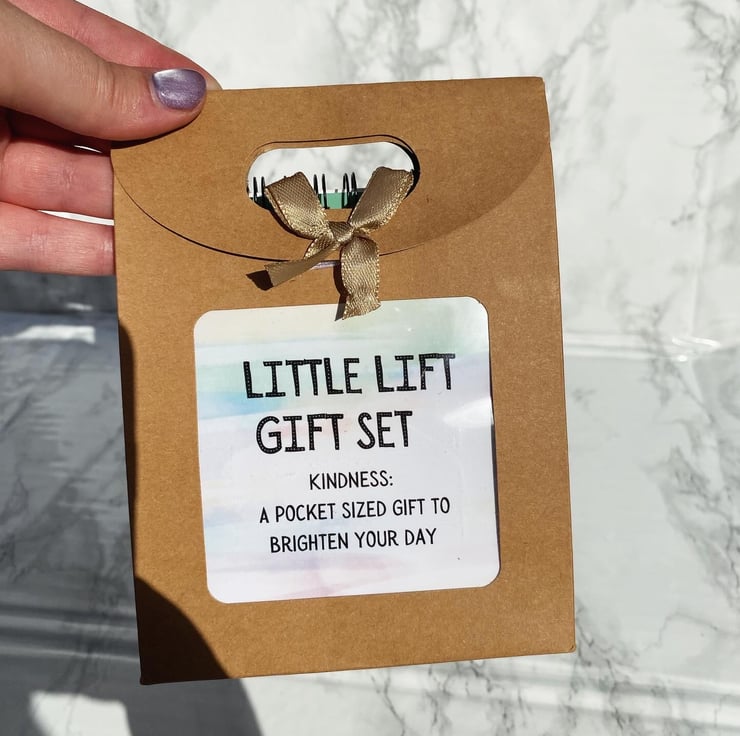 LITTLE LIFT
GIFT SET
KINDNESS:
A POCKET SIZED GIFT TO
BRIGHTEN YOUR DAY